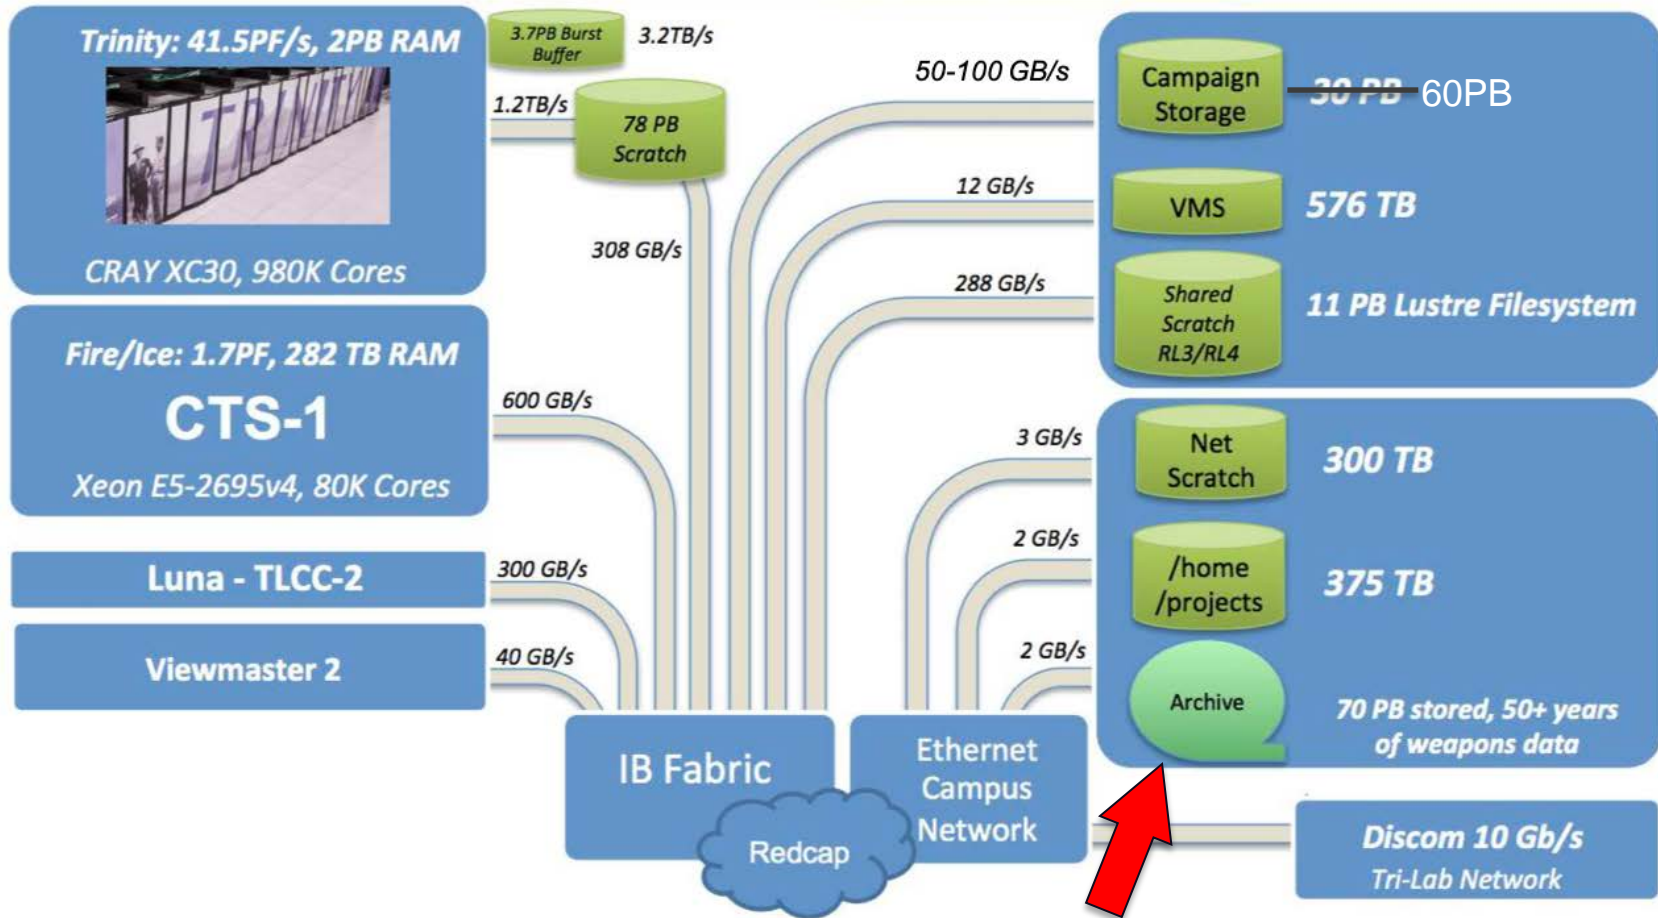 Trinity: 41.5PF/s, 2PB RAM
TRINITY
CRAY XC30, 980K Cores
3.7PB Burst
Buffer
3.2TB/s
1.2TB/s
78 PB
Scratch
308 GB/s
Fire/Ice: 1.7PF, 282 TB RAM
CTS-1
Xeon E5-2695v4, 80K Cores
600 GB/s
Luna - TLCC-2
300 GB/s
Viewmaster 2
40 GB/s
50-100 GB/s
Campaign
Storage
30 PB 60PB
12 GB/s
VMS
576 TB
288 GB/s
Shared
Scratch
RL3/RL4
11 PB Lustre Filesystem
3 GB/s
Net
Scratch
300 TB
2 GB/s
/home
/projects
375 TB
2 GB/s
Archive
70 PB stored, 50+ years
of weapons data
IB Fabric
Ethernet
Campus
Network
Redcap
Discom 10 Gb/s
Tri-Lab Network